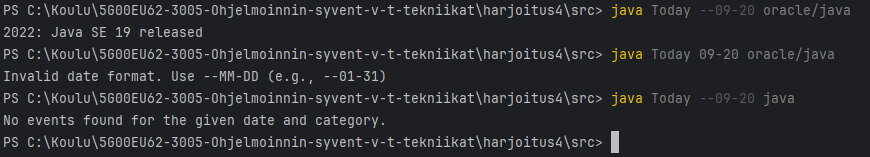 PS C:\Koulu\5G00EU62-3005-Ohjelmoinnin-syvent-v-t-tekniikat\harjoitus4\src> java Today --09-20 oracle/java
2022: Java SE 19 released
PS C:\Koulu\5G00EU62-3005-Ohjelmoinnin-syvent-v-t-tekniikat\harjoitus4\src> java Today 09-20 oracle/java
Invalid date format. Use --MM-DD (e.g., --01-31)
PS C:\Koulu\5G00EU62-3005-Ohjelmoinnin-syvent-v-t-tekniikat\harjoitus4\src> java Today --09-20 java
No events found for the given date and category.
PS C:\Koulu\5G00EU62-3005-Ohjelmoinnin-syvent-v-t-tekniikat\harjoitus4\src>